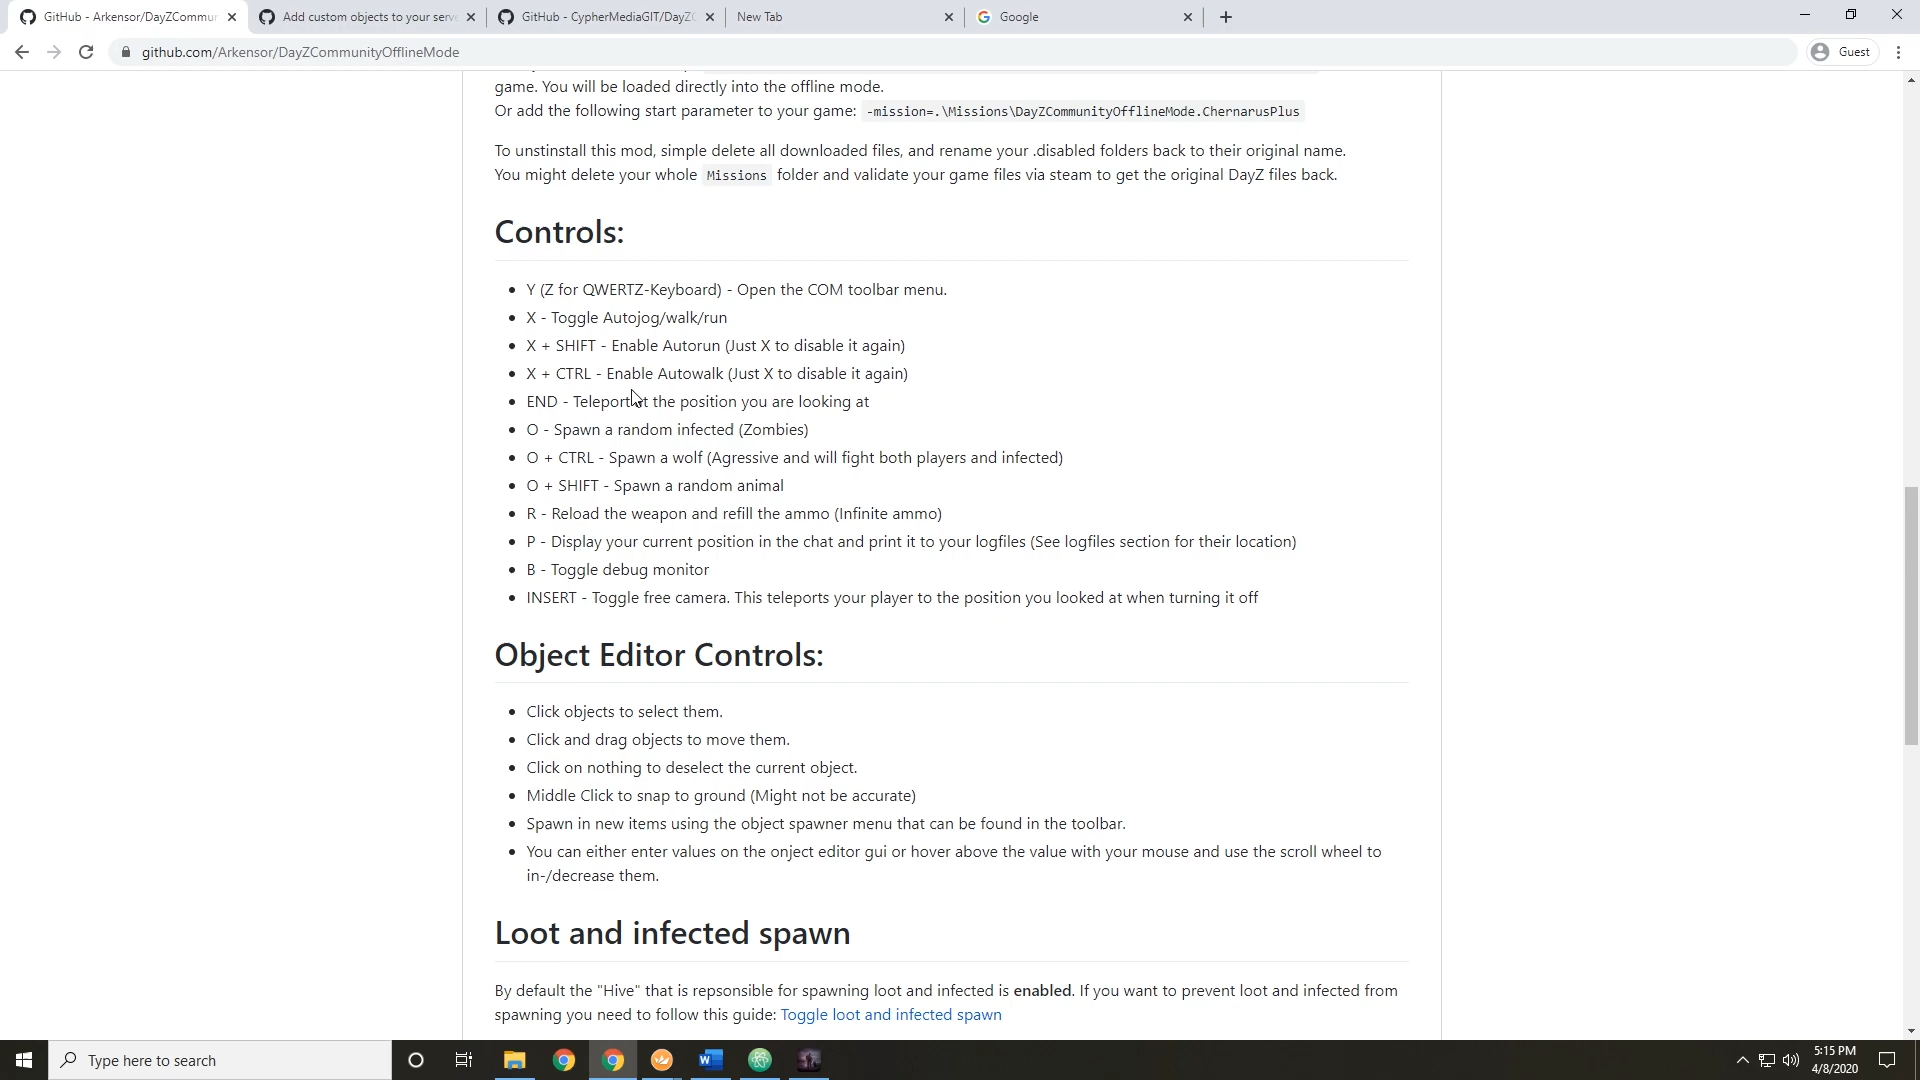 GitHub - Arkensor/DayZCommun
Add custom objects to your serve
GitHub - CypherMediaGIT/DayZC
New Tab
Google
github.com/Arkensor/DayZCommunityOfflineMode
Guest
game. You will be loaded directly into the offline mode.
Or add the following start parameter to your game: -mission=.\Missions\DayZCommunityOfflineMode.ChernarusPlus
To unstinstall this mod, simple delete all downloaded files, and rename your .disabled folders back to their original name.
You might delete your whole Missions folder and validate your game files via steam to get the original DayZ files back.
Controls:
Y (Z for QWERTZ-Keyboard) - Open the COM toolbar menu.
X - Toggle Autojog/walk/run
X + SHIFT - Enable Autorun (Just X to disable it again)
X + CTRL - Enable Autowalk (Just X to disable it again)
END - Teleport at the position you are looking at
O - Spawn a random infected (Zombies)
O + CTRL - Spawn a wolf (Agressive and will fight both players and infected)
O + SHIFT - Spawn a random animal
R - Reload the weapon and refill the ammo (Infinite ammo)
P - Display your current position in the chat and print it to your logfiles (See logfiles section for their location)
B - Toggle debug monitor
INSERT - Toggle free camera. This teleports your player to the position you looked at when turning it off
Object Editor Controls:
Click objects to select them.
Click and drag objects to move them.
Click on nothing to deselect the current object.
Middle Click to snap to ground (Might not be accurate)
Spawn in new items using the object spawner menu that can be found in the toolbar.
You can either enter values on the onject editor gui or hover above the value with your mouse and use the scroll wheel to
in-/decrease them.
Loot and infected spawn
By default the "Hive" that is repsonsible for spawning loot and infected is enabled. If you want to prevent loot and infected from
spawning you need to follow this guide: Toggle loot and infected spawn
Type here to search
5:15 PM
4/8/2020